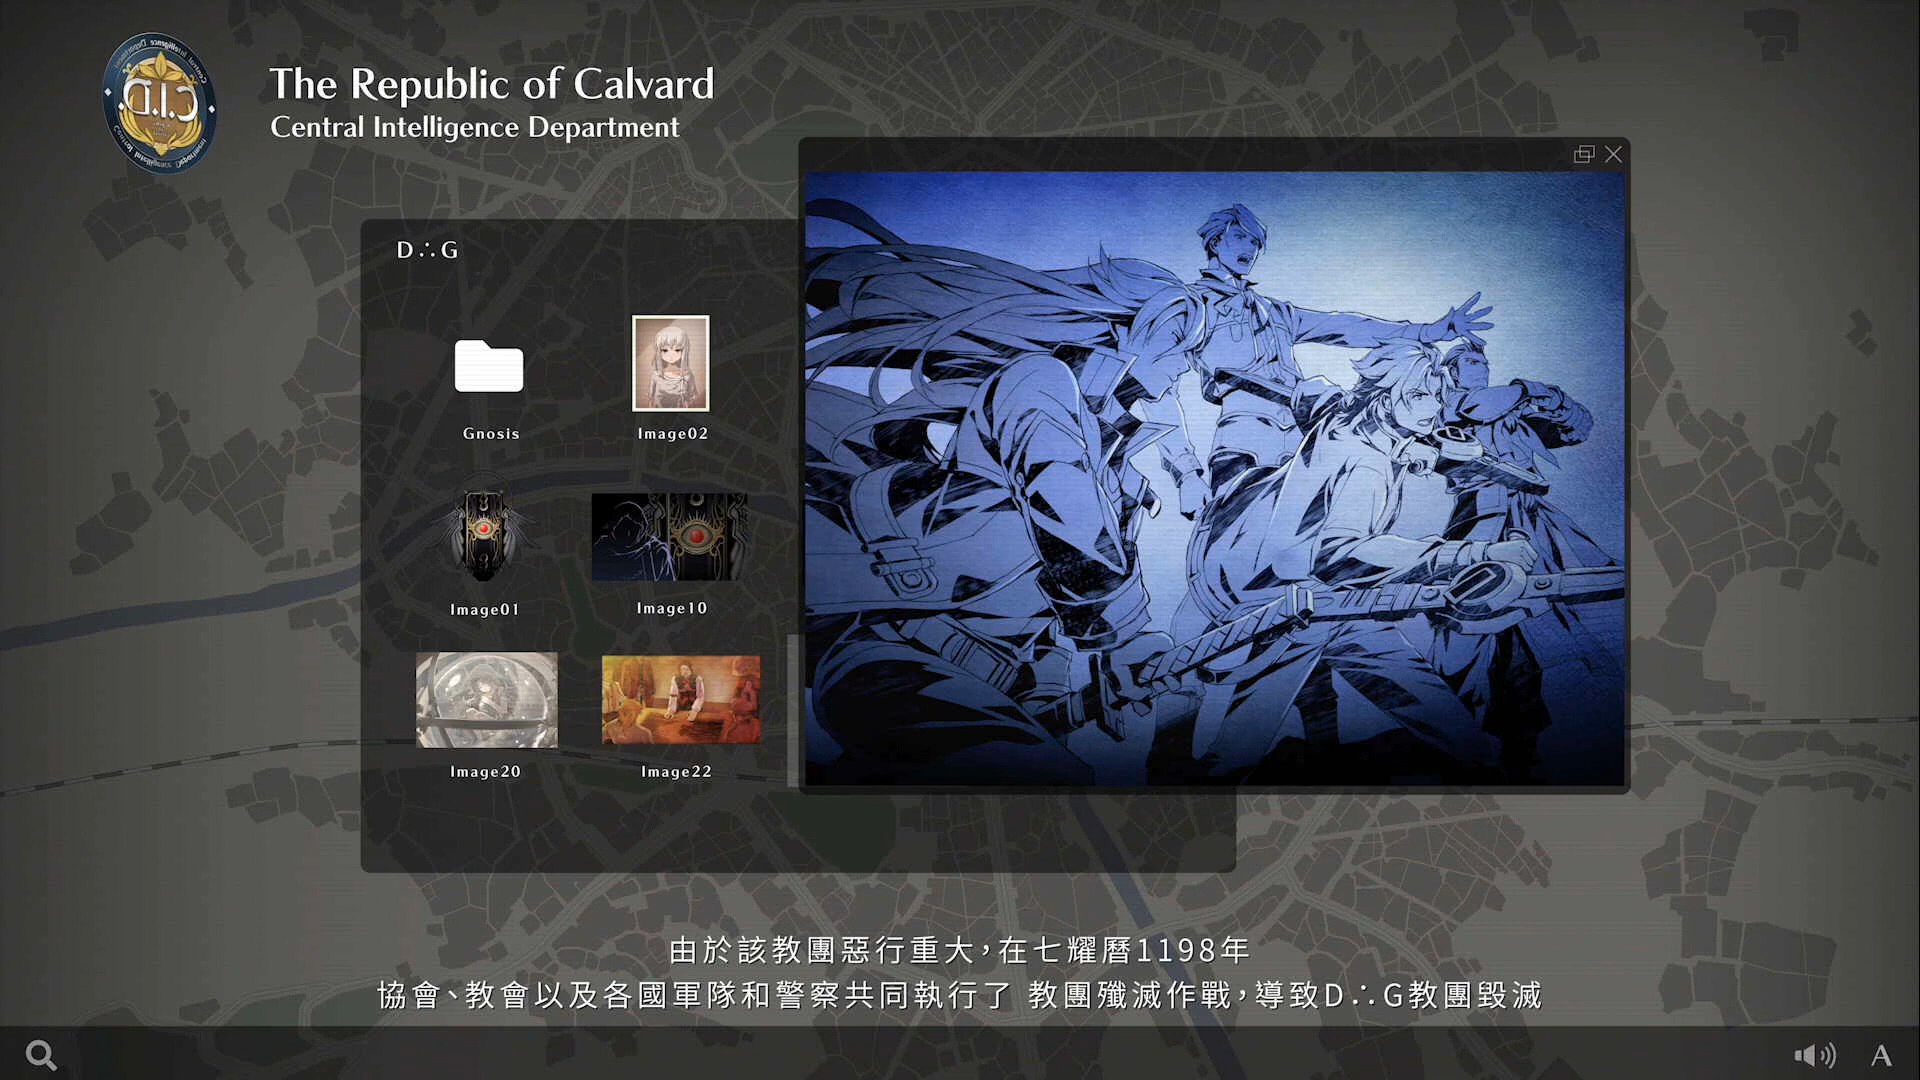 C.I.D
The Republic of Calvard
Central Intelligence Department
D∴G
Gnosis
Image02
Image01
Image10
Image20
Image22
由於該教團惡行重大，在七耀曆1198年
協會、教會以及各國軍隊和警察共同執行了 教團殲滅作戰，導致D∴G教團毀滅
A